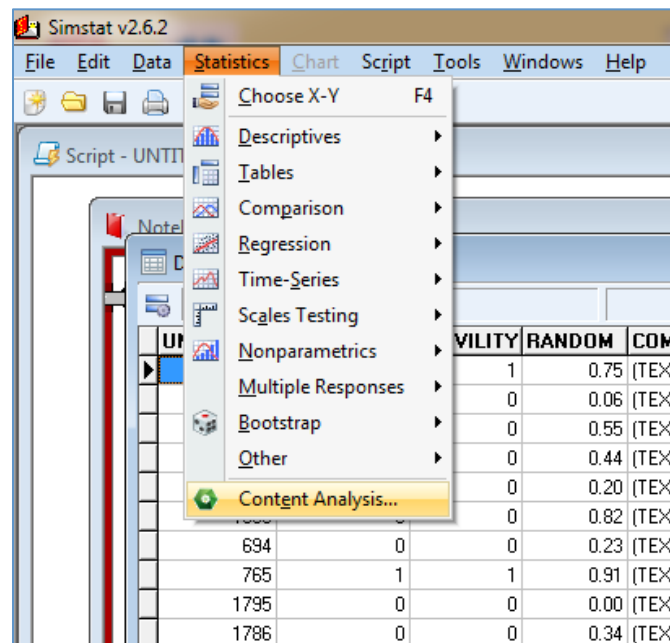 Simstat v2.6.2
File Edit Data Statistics Chart Script Tools Windows Help
Choose X-Y F4
Descriptives
Tables
Comparison
Regression
Time-Series
Scales Testing
Nonparametrics
Multiple Responses
Bootstrap
Other
Content Analysis...
Script - UNTIT
Note
D
UN VILITY RANDOM COM
1 0.75 (TEX
0 0.06 (TEX
0 0.55 (TEX
0 0.44 (TEX
0 0.20 (TEX
0 0.82 (TEX
694 0 0 0.23 (TEX
765 1 1 0.91 (TEX
1795 0 0 0.00 (TEX
1786 0 0 0.34 (TEX